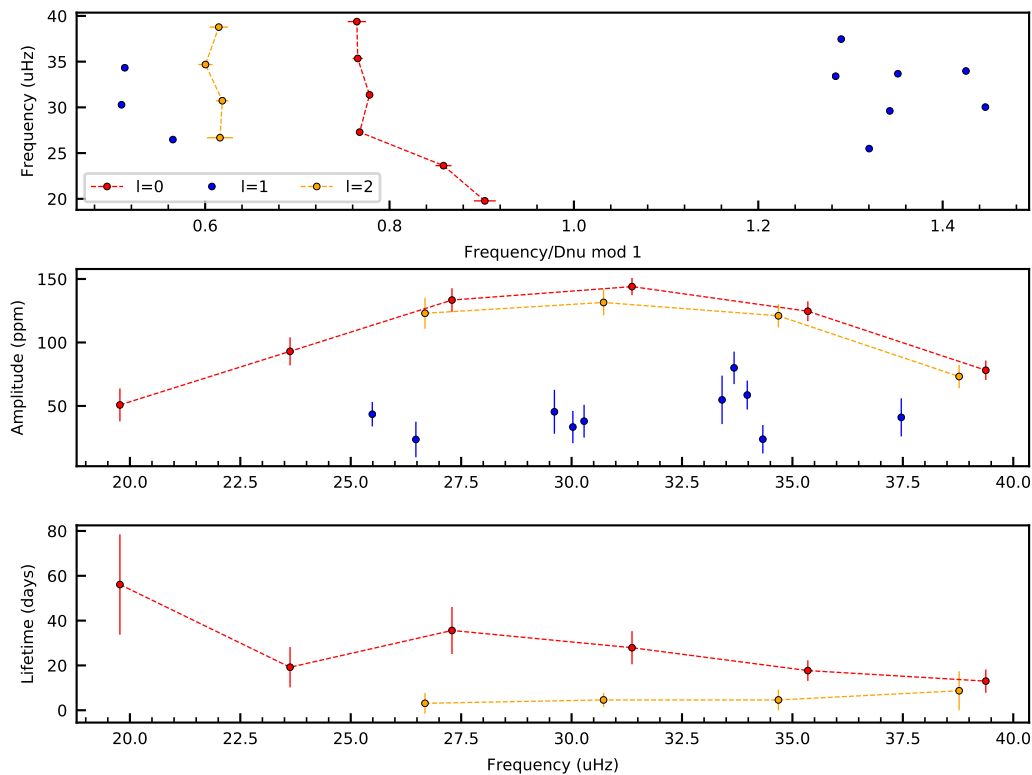 40
35
30
25
20
Frequency (uHz)
l=0 l=1 l=2
0.6 0.8 1.0 1.2 1.4
Frequency/Dnu mod 1
150
100
50
Amplitude (ppm)
20.0 22.5 25.0 27.5 30.0 32.5 35.0 37.5 40.0
80
60
40
20
0
Lifetime (days)
20.0 22.5 25.0 27.5 30.0 32.5 35.0 37.5 40.0
Frequency (uHz)